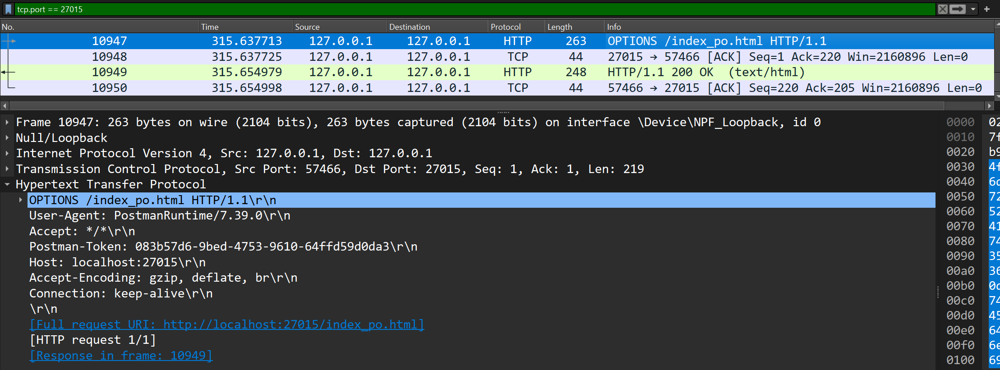 tcp.port == 27015
No. Time Source Destination Protocol Length Info
10947 315.637713 127.0.0.1 127.0.0.1 HTTP 263 OPTIONS /index_po.html HTTP/1.1
10948 315.637725 127.0.0.1 127.0.0.1 TCP 44 27015 → 57466 [ACK] Seq=1 Ack=220 Win=2160896 Len=0
10949 315.654979 127.0.0.1 127.0.0.1 HTTP 248 HTTP/1.1 200 OK  (text/html)
10950 315.654998 127.0.0.1 127.0.0.1 TCP 44 57466 → 27015 [ACK] Seq=220 Ack=205 Win=2160896 Len=0
Frame 10947: 263 bytes on wire (2104 bits), 263 bytes captured (2104 bits) on interface \Device\NPF_Loopback, id 0
Null/Loopback
Internet Protocol Version 4, Src: 127.0.0.1, Dst: 127.0.0.1
Transmission Control Protocol, Src Port: 57466, Dst Port: 27015, Seq: 1, Ack: 1, Len: 219
Hypertext Transfer Protocol
OPTIONS /index_po.html HTTP/1.1\r\n
User-Agent: PostmanRuntime/7.39.0\r\n
Accept: */*\r\n
Postman-Token: 083b57d6-9bed-4753-9610-64ffd59d0da3\r\n
Host: localhost:27015\r\n
Accept-Encoding: gzip, deflate, br\r\n
Connection: keep-alive\r\n
\r\n
[Full request URI: http://localhost:27015/index_po.html]
[HTTP request 1/1]
[Response in frame: 10949]
0000 02
0010 7f
0020 b9
0030 4f
0040
0050 72
0060 52
0070 41
0080 74
0090 35
00a0 36
00b0
00c0 74
00d0 45
00e0 64
00f0 6e
0100 69